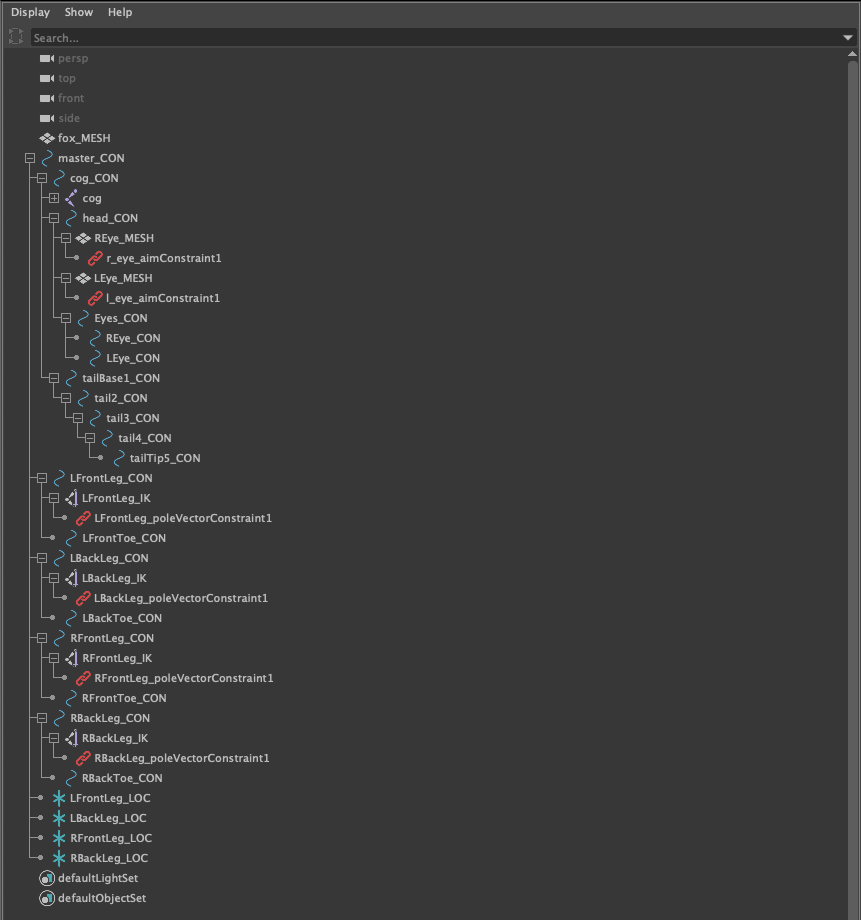 Display Show Help
Search...
persp
top
front
side
fox_MESH
master_CON
cog_CON
cog
head_CON
REye_MESH
r_eye_aimConstraint1
LEye_MESH
l_eye_aimConstraint1
Eyes_CON
REye_CON
LEye_CON
tailBase1_CON
tail2_CON
tail3_CON
tail4_CON
tailTip5_CON
LFrontLeg_CON
LFrontLeg_IK
LFrontLeg_poleVectorConstraint1
LFrontToe_CON
LBackLeg_CON
LBackLeg_IK
LBackLeg_poleVectorConstraint1
LBackToe_CON
RFrontLeg_CON
RFrontLeg_IK
RFrontLeg_poleVectorConstraint1
RFrontToe_CON
RBackLeg_CON
RBackLeg_IK
RBackLeg_poleVectorConstraint1
RBackToe_CON
LFrontLeg_LOC
LBackLeg_LOC
RFrontLeg_LOC
RBackLeg_LOC
defaultLightSet
defaultObjectSet